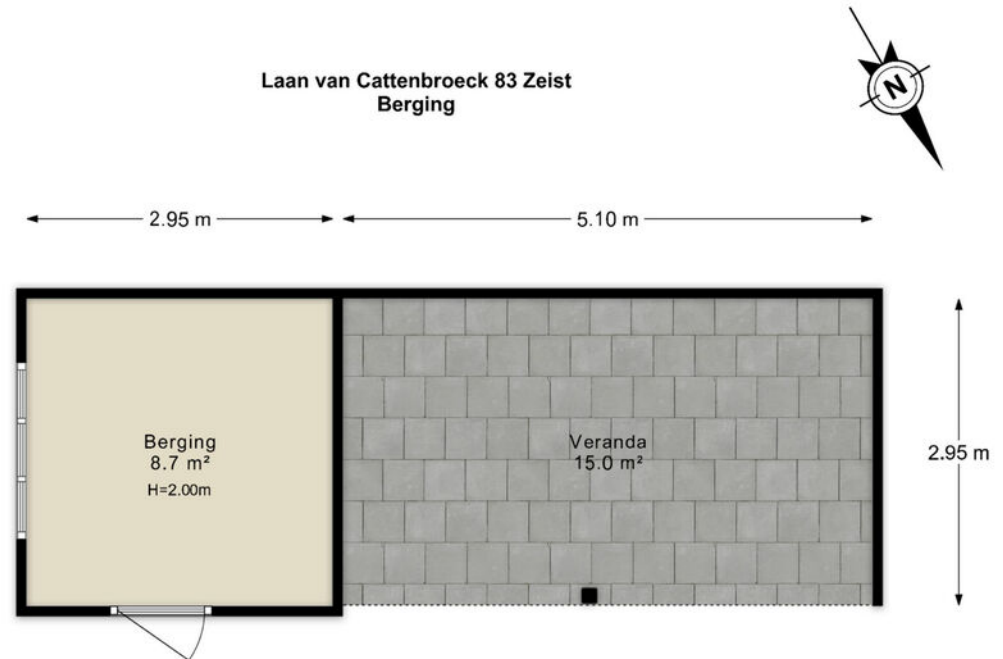 Laan van Cattenbroeck 83 Zeist
Berging
N
2.95 m
5.10 m
Berging
8.7 m²
H=2.00m
Veranda
15.0 m²
2.95 m